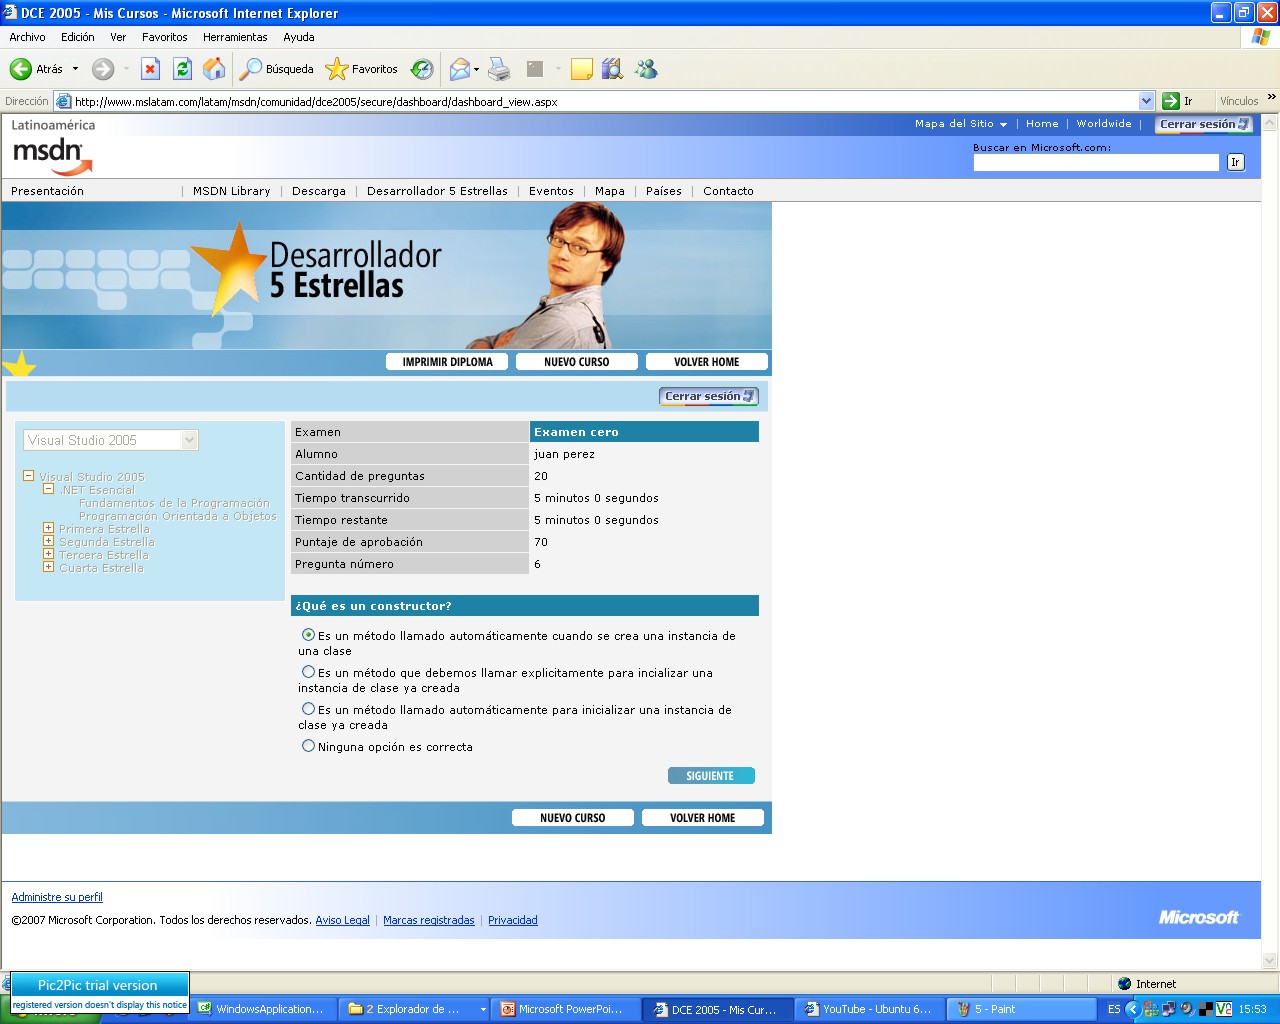 DCE 2005 - Mis Cursos - Microsoft Internet Explorer
Archivo Edición Ver Favoritos Herramientas Ayuda
Atrás Búsqueda Favoritos
Dirección http://www.mslatam.com/latam/msdn/comunidad/dce2005/secure/dashboard/dashboard_view.aspx Ir Vínculos »
Latinoamérica Mapa del Sitio | Home | Worldwide | Cerrar sesión
msdn
Buscar en Microsoft.com:
Ir
Presentación | MSDN Library | Descarga | Desarrollador 5 Estrellas | Eventos | Mapa | Países | Contacto
Desarrollador
5 Estrellas
IMPRIMIR DIPLOMA NUEVO CURSO VOLVER HOME
Cerrar sesión
Visual Studio 2005
Visual Studio 2005
.NET Esencial
Fundamentos de la Programación
Programación Orientada a Objetos
Primera Estrella
Segunda Estrella
Tercera Estrella
Cuarta Estrella
Examen Examen cero
Alumno juan perez
Cantidad de preguntas 20
Tiempo transcurrido 5 minutos 0 segundos
Tiempo restante 5 minutos 0 segundos
Puntaje de aprobación 70
Pregunta número 6
¿Qué es un constructor?
Es un método llamado automáticamente cuando se crea una instancia de
una clase
Es un método que debemos llamar explicitamente para incializar una
instancia de clase ya creada
Es un método llamado automáticamente para inicializar una instancia de
clase ya creada
Ninguna opción es correcta
SIGUIENTE
NUEVO CURSO VOLVER HOME
Administre su perfil
©2007 Microsoft Corporation. Todos los derechos reservados. Aviso Legal | Marcas registradas | Privacidad
Microsoft
Internet
Pic2Pic trial version
registered version doesn't display this notice
WindowsApplication... 2 Explorador de ... Microsoft PowerPoi... DCE 2005 - Mis Cur... YouTube - Ubuntu 6... 5 - Paint ES 15:53